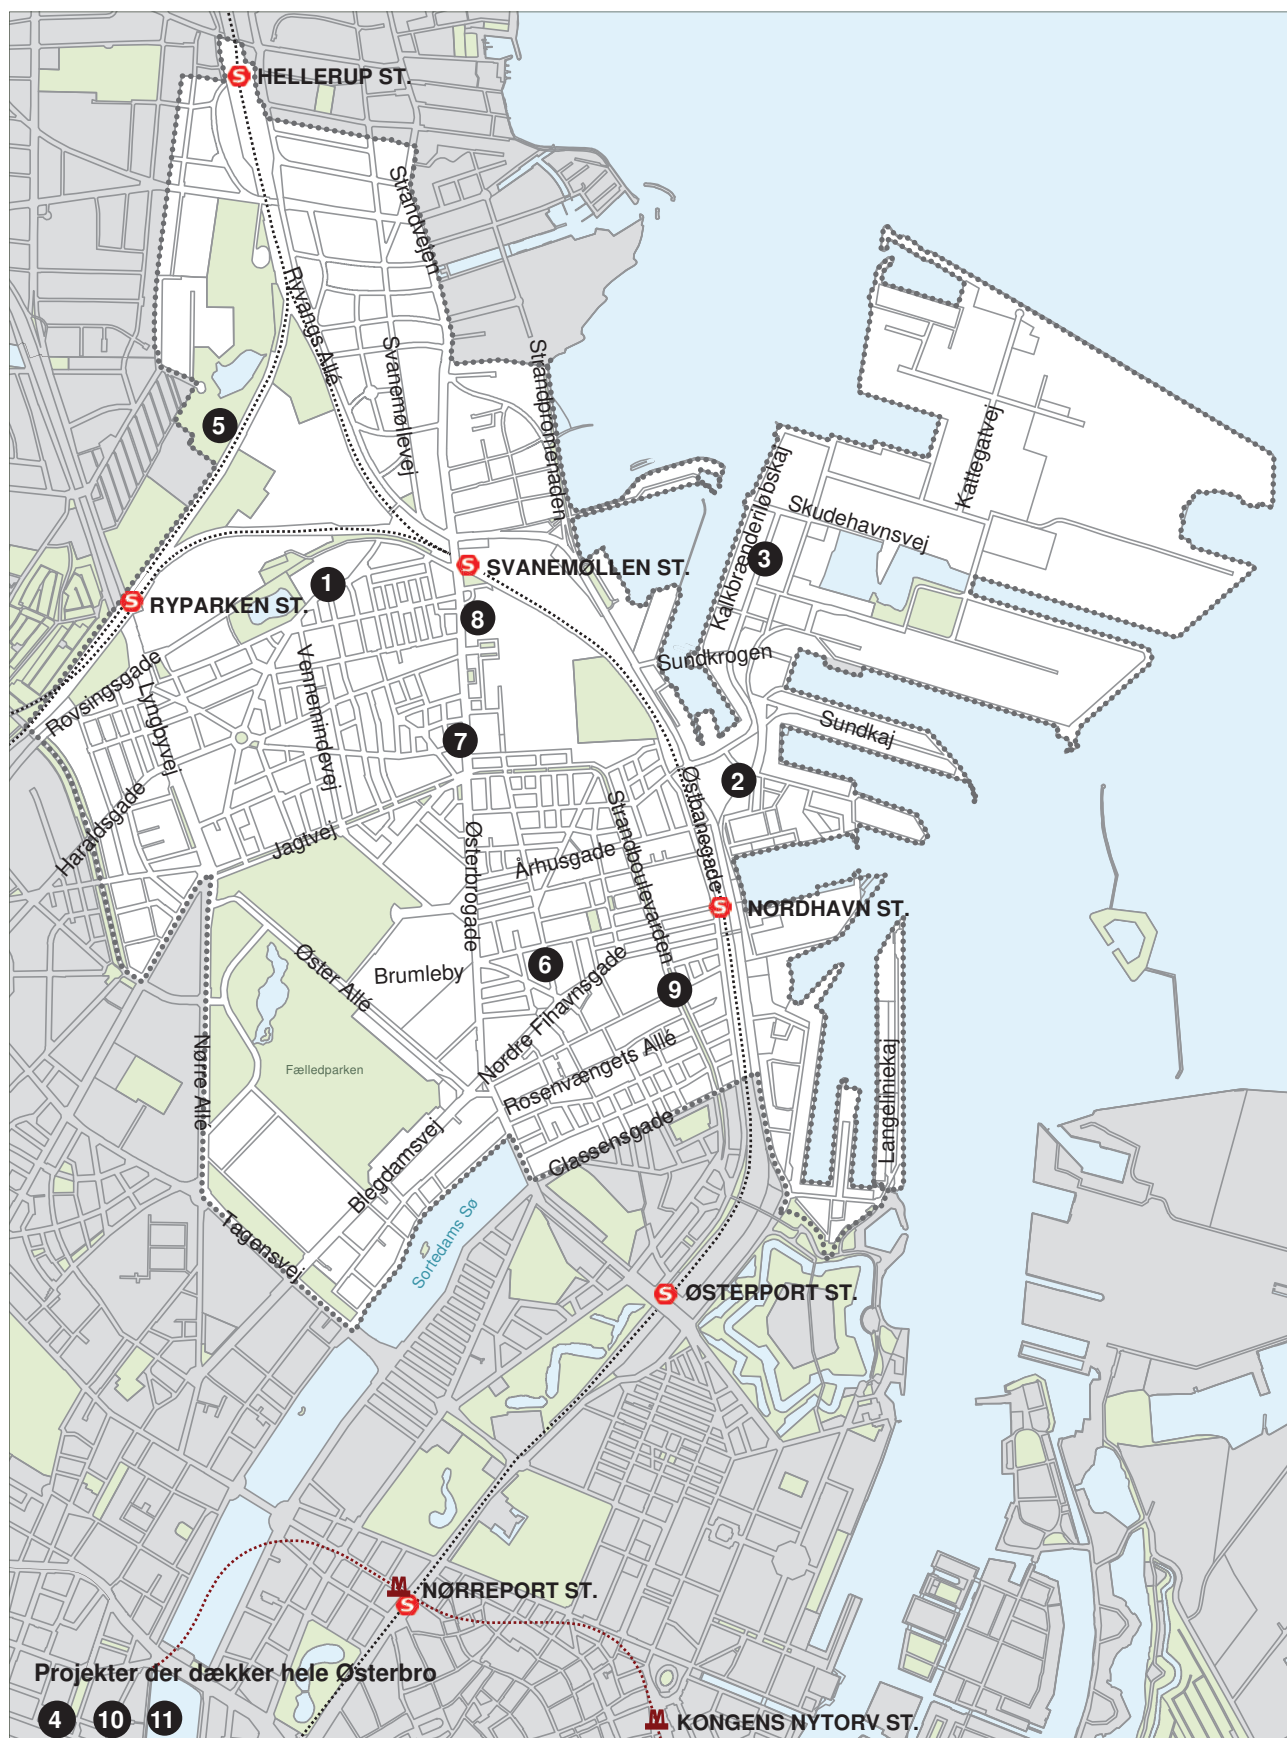 S HELLERUP ST.
Strandvejen
Ryvangs Allé
Svanemøllevej
Strandpromenaden
5
Kattegatvej
Kalkbrænderiløbskaj
Skudehavnsvej
3
S SVANEMØLLEN ST.
1
S RYPARKEN ST.
8
Sundkrogen
Rovsingsgade
Lyngbyvej
Vennemindevej
Sundkaj
7
2
Østbanegade
Haraldsgade
Jagtvej
Østerbrogade
Århusgade
Strandboulevarden
S NORDHAVN ST.
Øster Allé
Brumleby
6
Nordre Fihavnsgade
9
Nørre Allé
Fælledparken
Rosenvængets Allé
Langeliniekaj
Classensgade
Blegdamsvej
Tagensvej
Sortedams Sø
S ØSTERPORT ST.
M S NØRREPORT ST.
Projekter der dækker hele Østerbro
4 10 11
M KONGENS NYTORV ST.